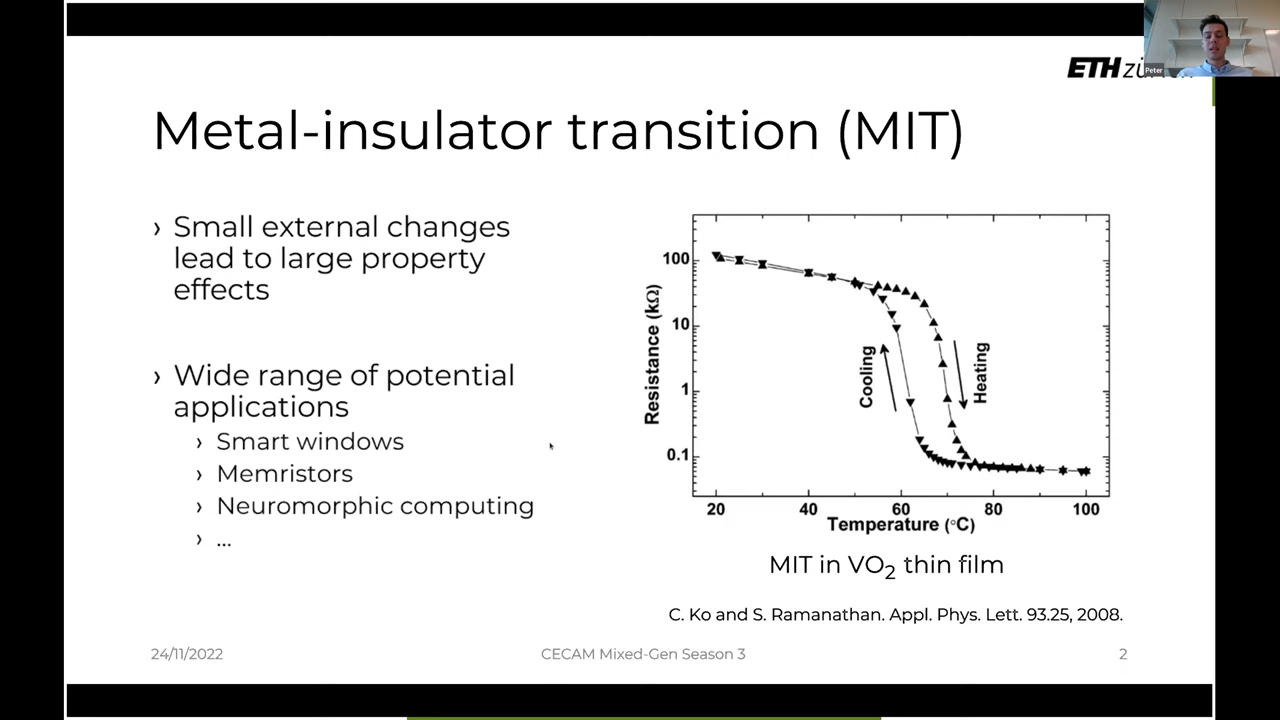 Peter
ETH zürich
Metal-insulator transition (MIT)
› Small external changes
lead to large property
effects
› Wide range of potential
applications
› Smart windows
› Memristors
› Neuromorphic computing
› ...
Resistance (kΩ)
100
10
1
0.1
Cooling
Heating
20 40 60 80 100
Temperature (°C)
MIT in VO2 thin film
C. Ko and S. Ramanathan. Appl. Phys. Lett. 93.25, 2008.
24/11/2022 CECAM Mixed-Gen Season 3 2